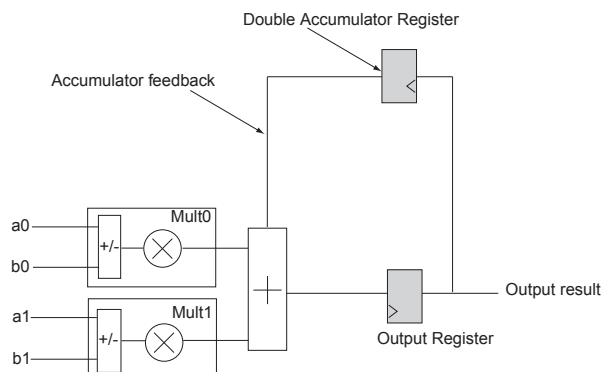 Double Accumulator Register
Accumulator feedback
Mult0
a0
+/-
b0
Mult1
a1
+/-
b1
Output result
Output Register